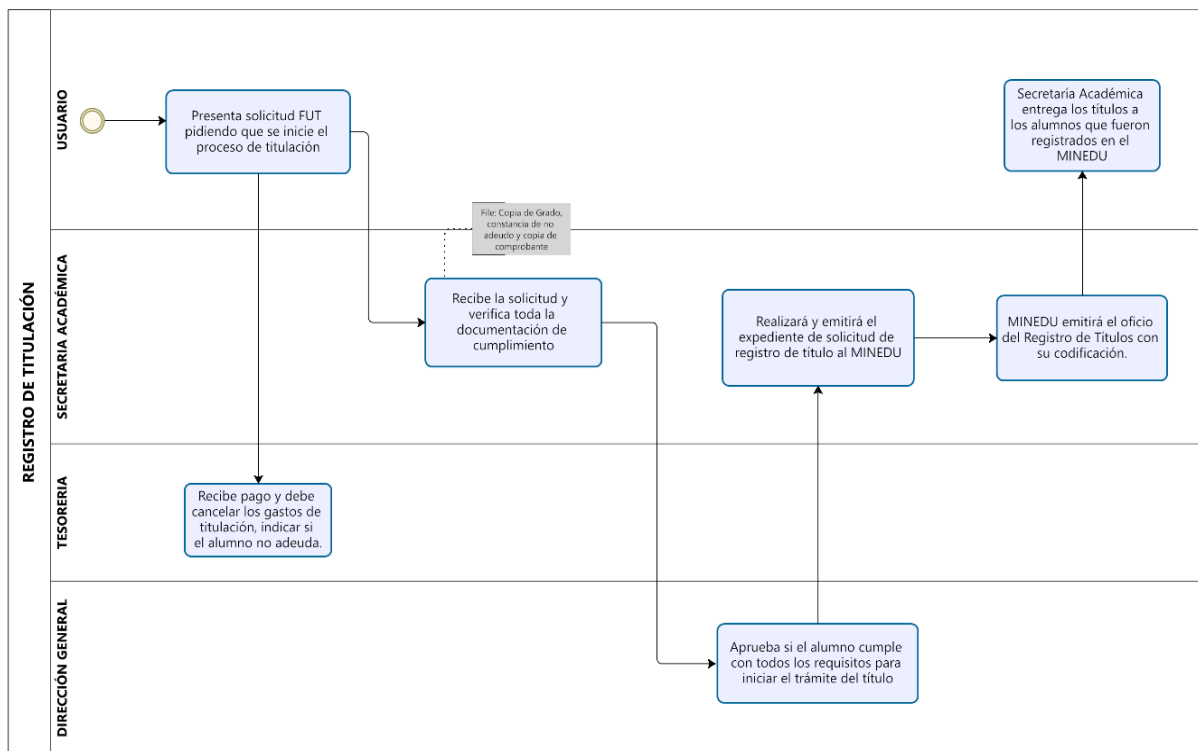 REGISTRO DE TITULACIÓN
USUARIO
Presenta solicitud FUT
pidiendo que se inicie el
proceso de titulación
Secretaría Académica
entrega los títulos a
los alumnos que fueron
registrados en el
MINEDU
File: Copia de Grado,
constancia de no
adeudo y copia de
comprobante
SECRETARIA ACADÉMICA
Recibe la solicitud y
verifica toda la
documentación de
cumplimiento
Realizará y emitirá el
expediente de solicitud de
registro de título al MINEDU
MINEDU emitirá el oficio
del Registro de Títulos con
su codificación.
TESORERIA
Recibe pago y debe
cancelar los gastos de
titulación, indicar si
el alumno no adeuda.
DIRECCIÓN GENERAL
Aprueba si el alumno cumple
con todos los requisitos para
iniciar el trámite del título